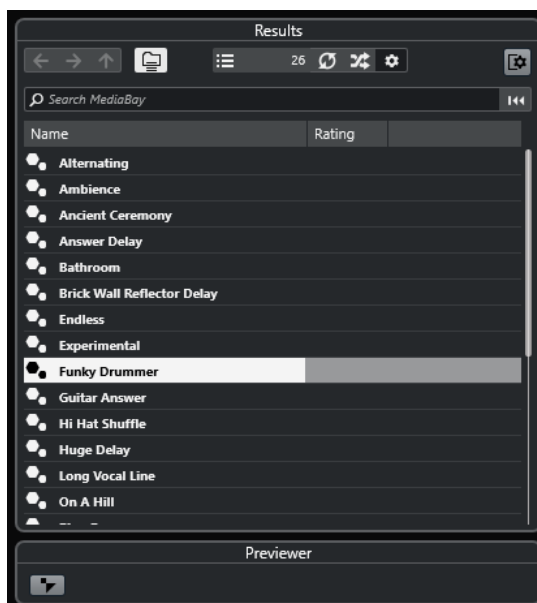 Results
26
Search MediaBay
Name Rating
Alternating
Ambience
Ancient Ceremony
Answer Delay
Bathroom
Brick Wall Reflector Delay
Endless
Experimental
Funky Drummer
Guitar Answer
Hi Hat Shuffle
Huge Delay
Long Vocal Line
On A Hill
Previewer